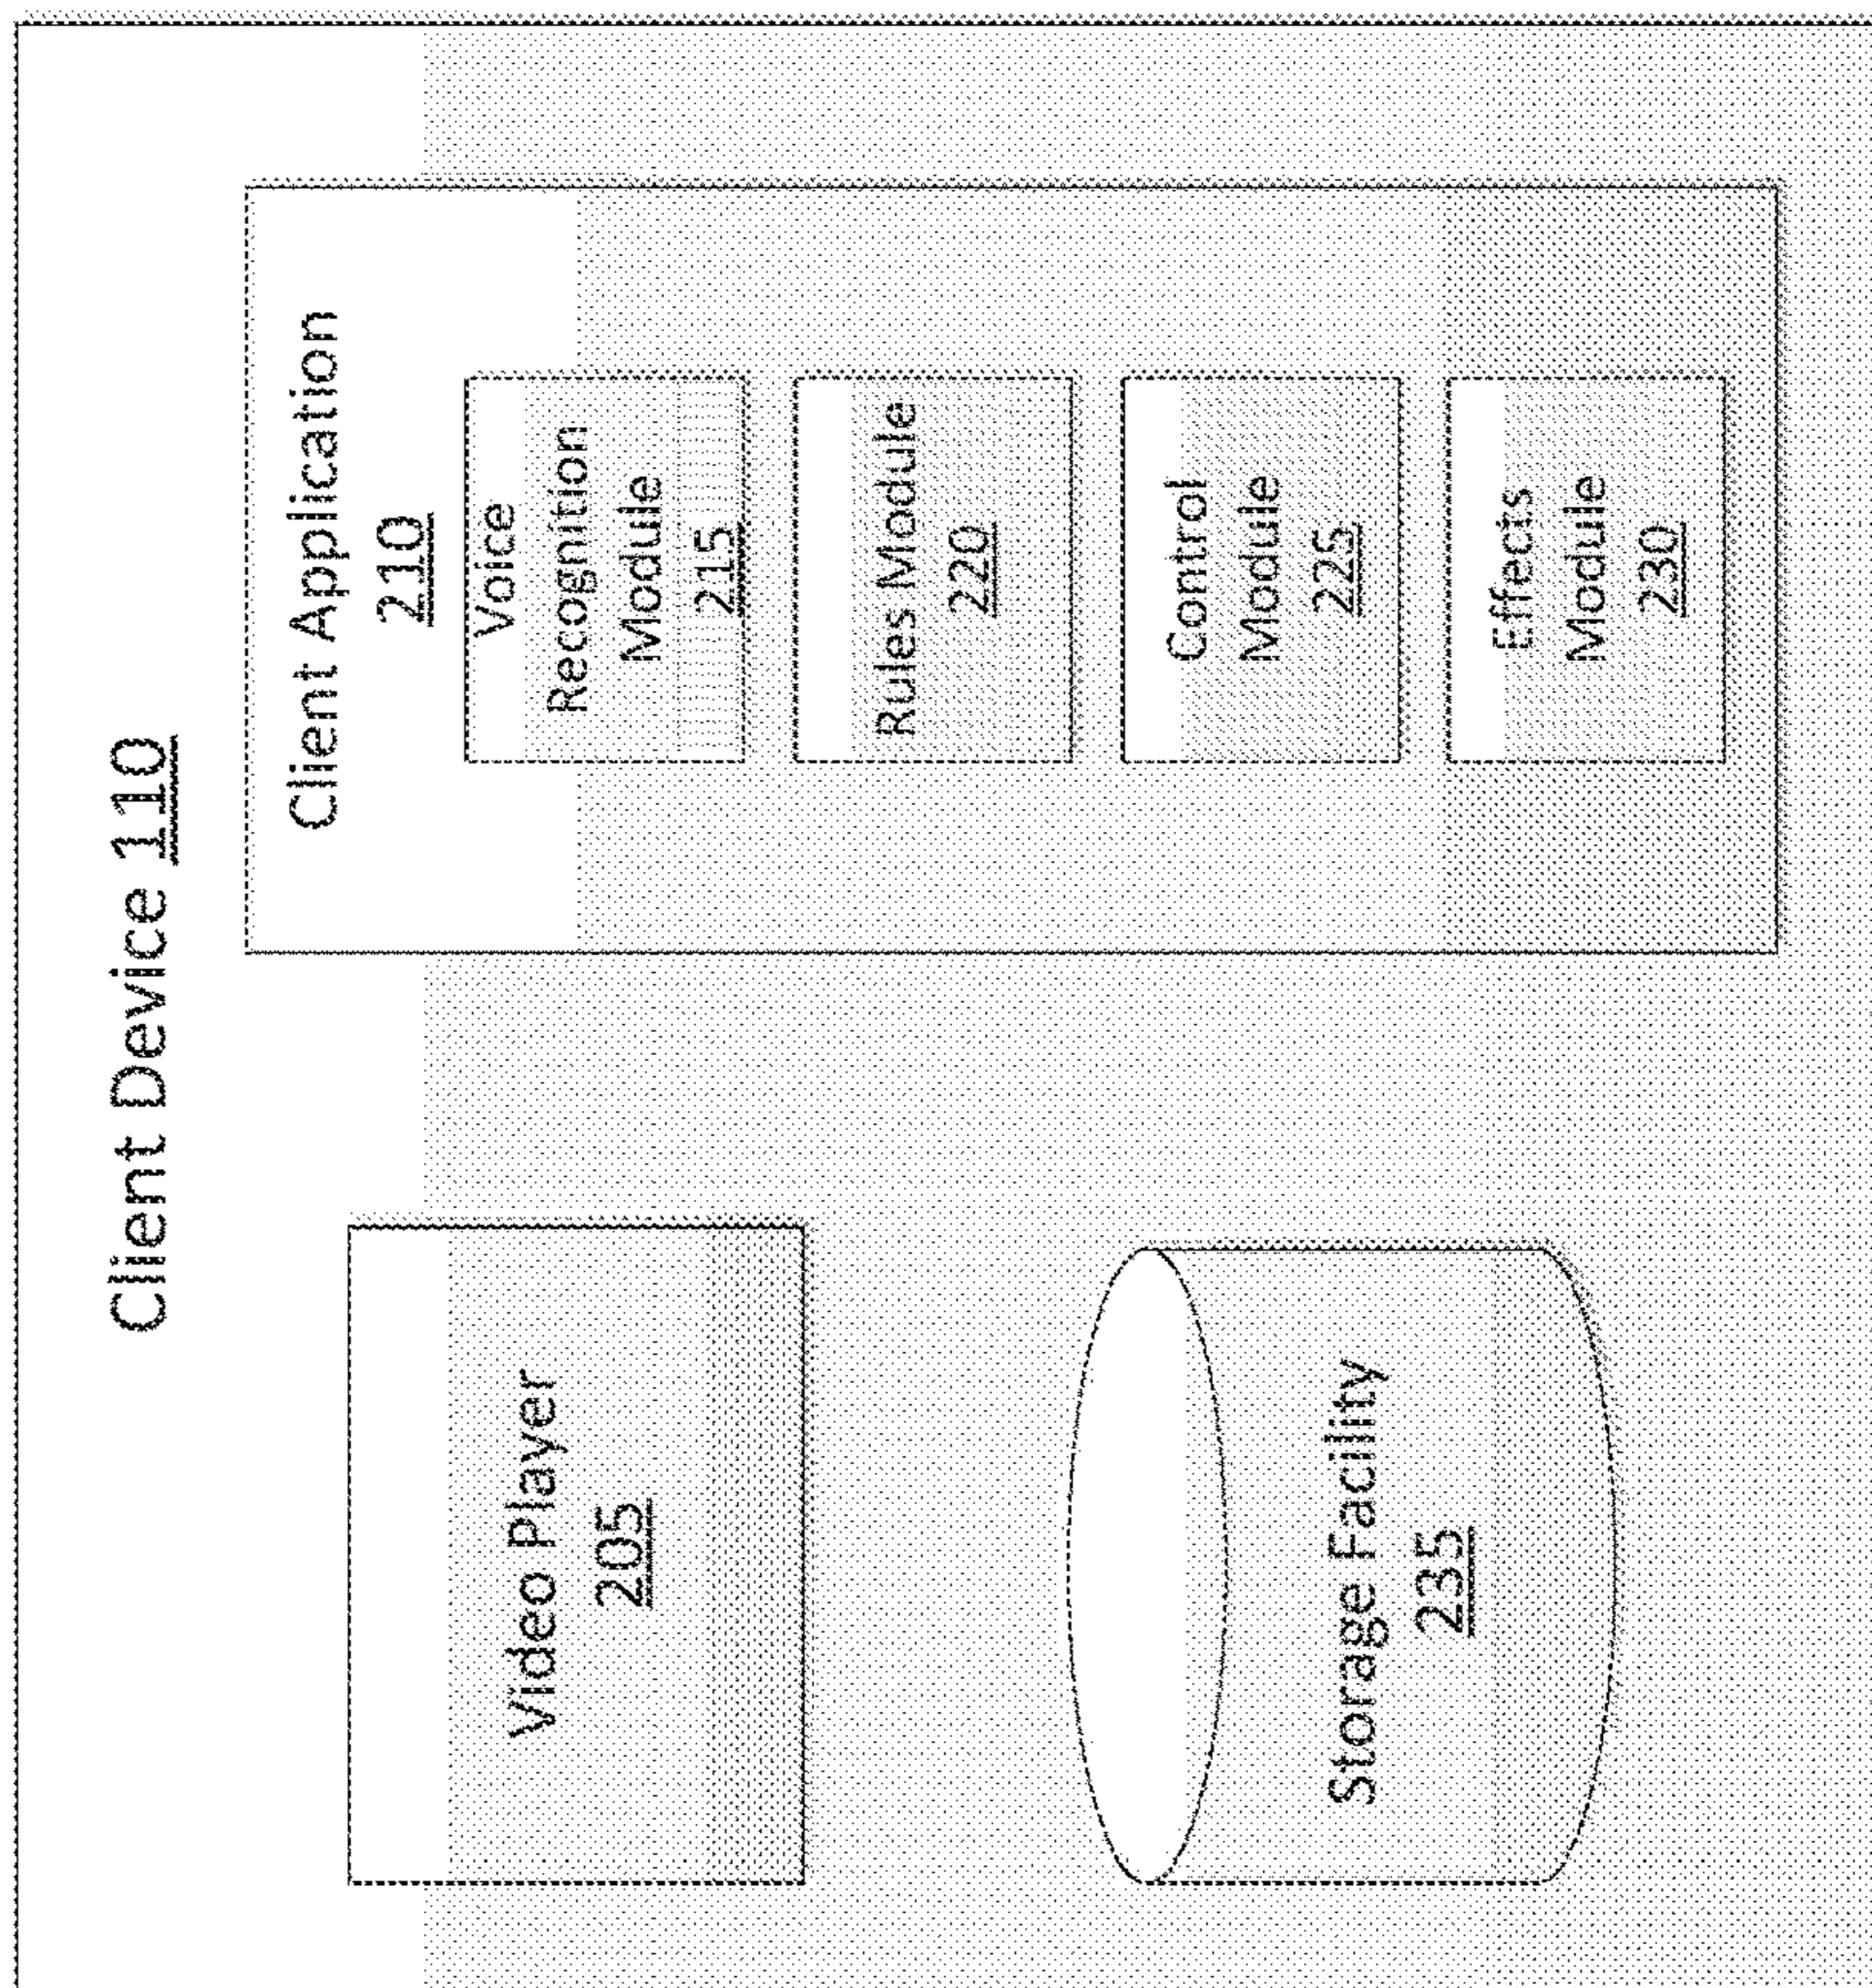 Client Device 110
Video Player
205
Storage Facility
235
Client Application
210
Voice
Recognition
Module
215
Rules Module
220
Control
Module
225
Effects
Module
230